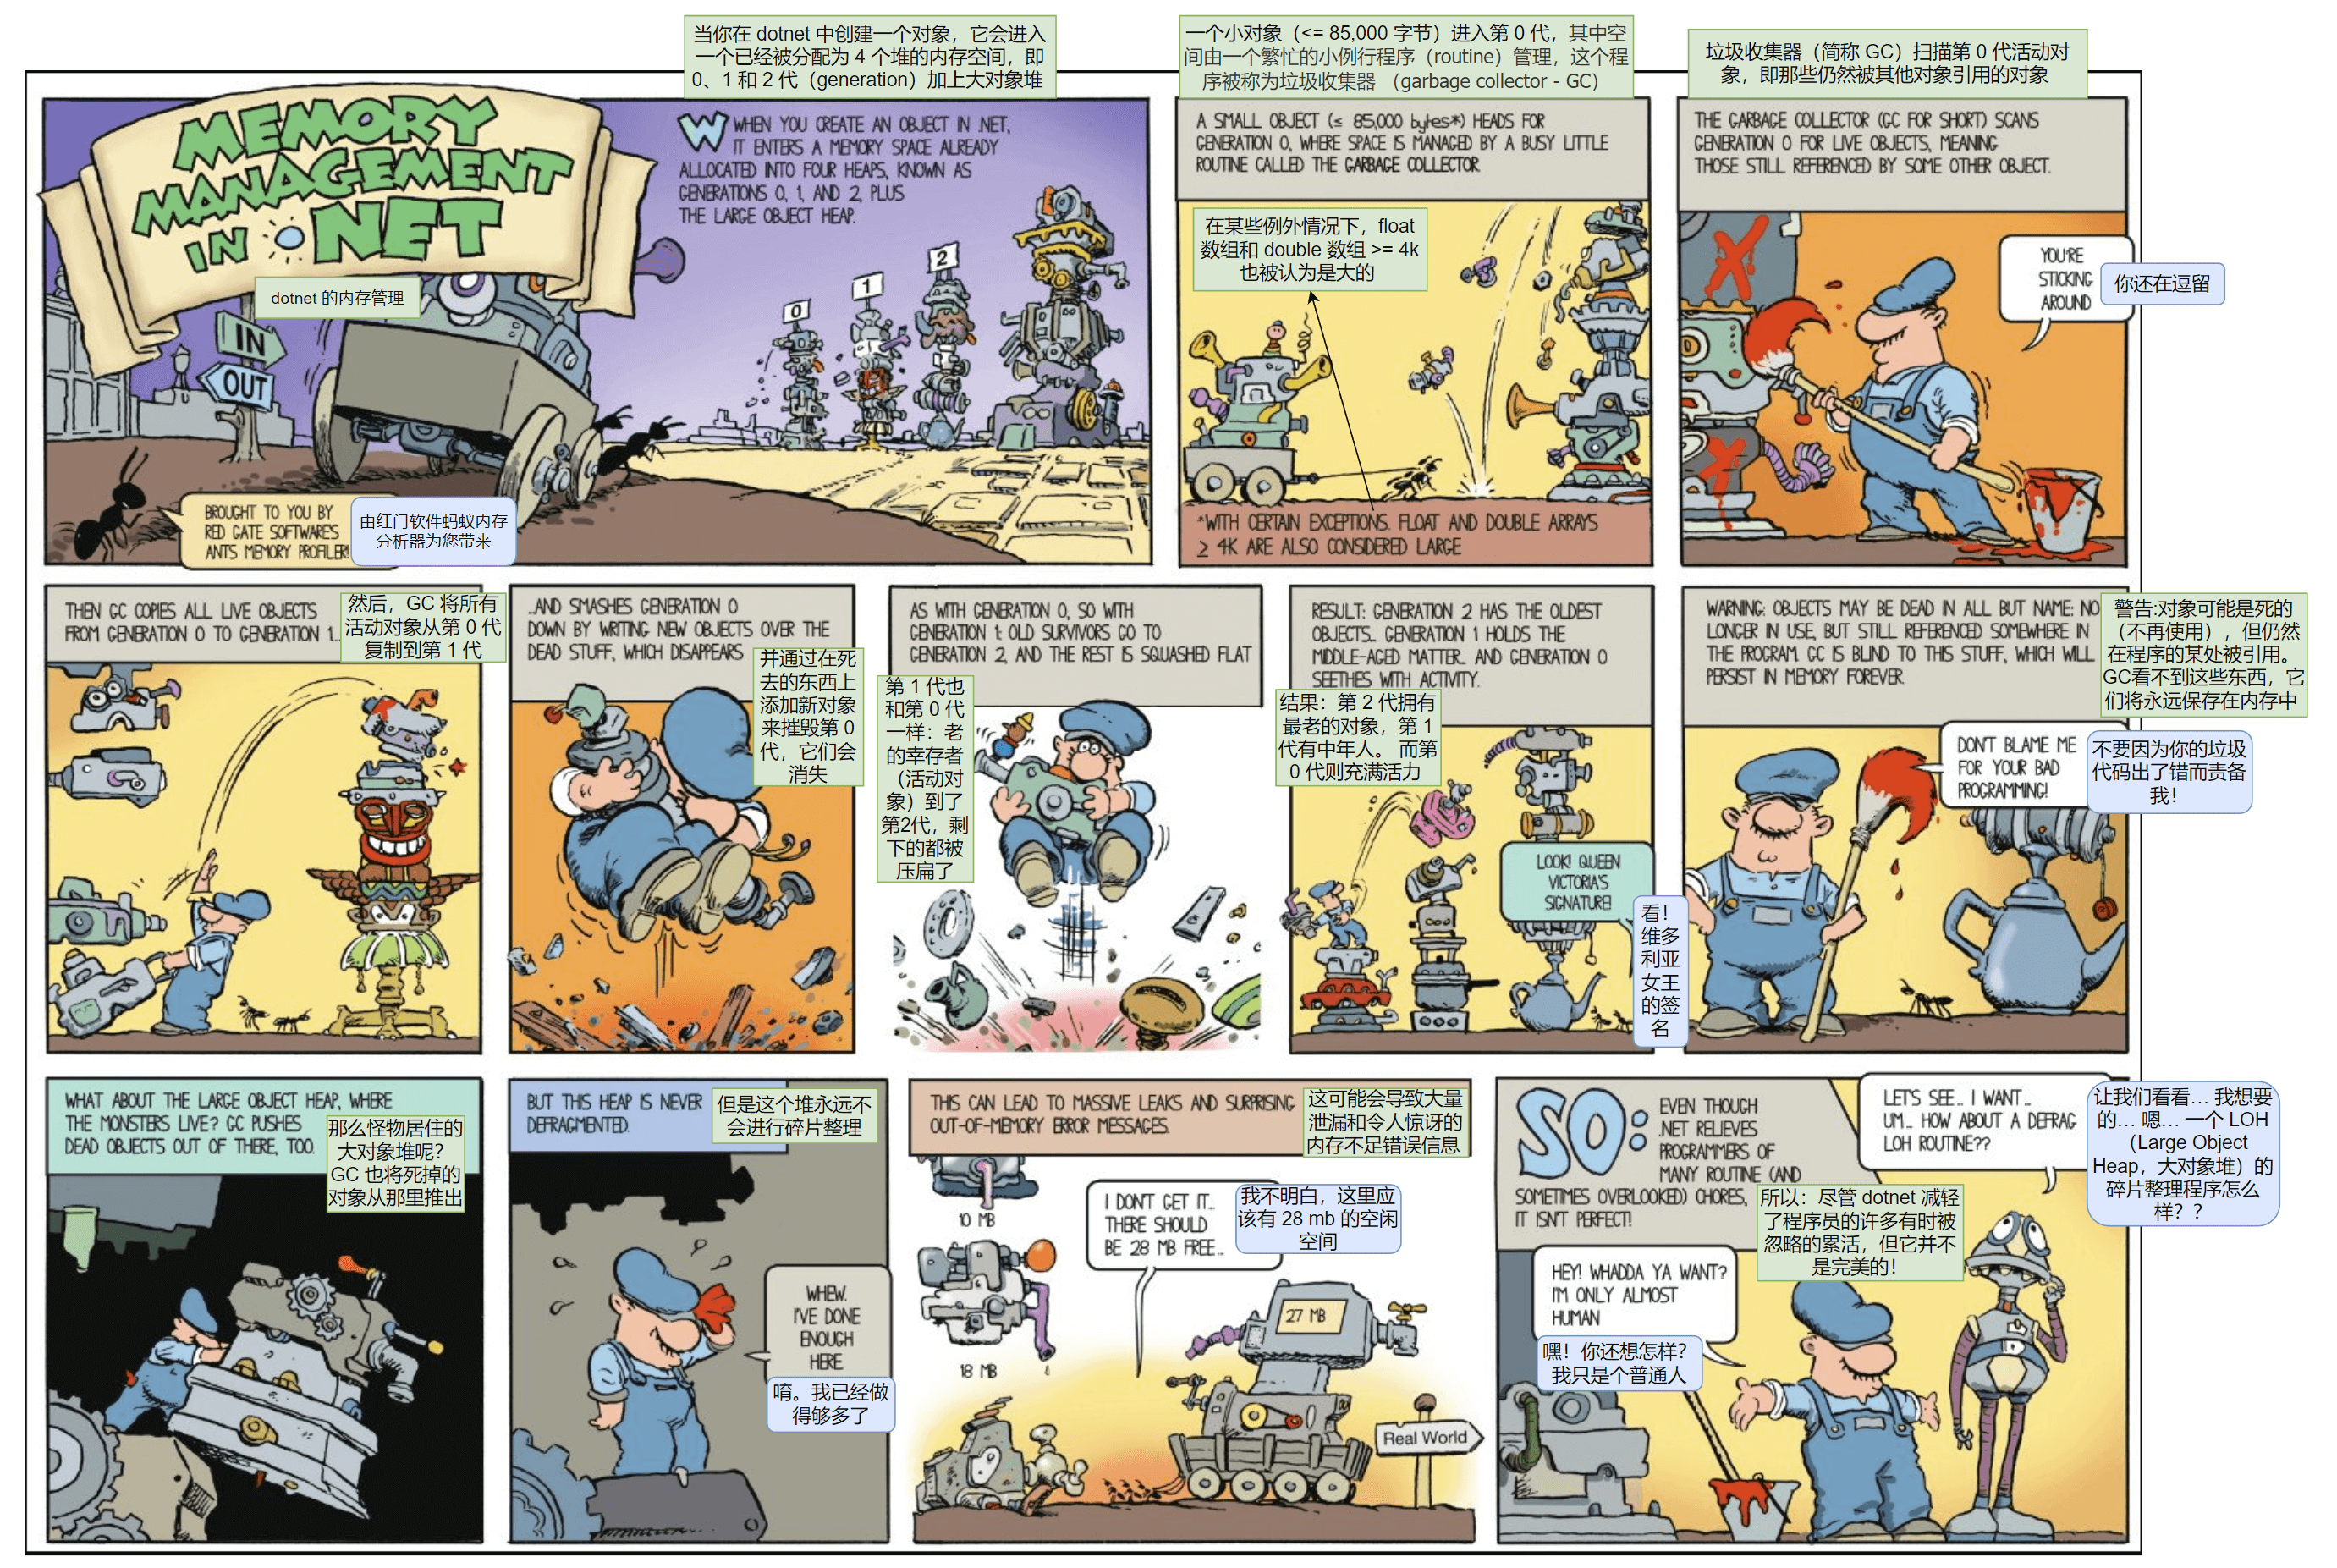 MEMORY
MANAGEMENT
IN .NET
dotnet 的内存管理
IN
OUT
当你在 dotnet 中创建一个对象，它会进入
一个已经被分配为 4 个堆的内存空间，即
0、1 和 2 代（generation）加上大对象堆
WHEN YOU CREATE AN OBJECT IN .NET,
IT ENTERS A MEMORY SPACE ALREADY
ALLOCATED INTO FOUR HEAPS, KNOWN AS
GENERATIONS 0, 1, AND 2, PLUS
THE LARGE OBJECT HEAP.
0
1
2
BROUGHT TO YOU BY
RED GATE SOFTWARE'S
ANTS MEMORY PROFILER!
由红门软件蚂蚁内存
分析器为您带来
一个小对象（<= 85,000 字节）进入第 0 代，其中空
间由一个繁忙的小例行程序（routine）管理，这个程
序被称为垃圾收集器 （garbage collector - GC）
A SMALL OBJECT (≤ 85,000 bytes*) HEADS FOR
GENERATION 0, WHERE SPACE IS MANAGED BY A BUSY LITTLE
ROUTINE CALLED THE GARBAGE COLLECTOR.
在某些例外情况下，float
数组和 double 数组 >= 4k
也被认为是大的
*WITH CERTAIN EXCEPTIONS. FLOAT AND DOUBLE ARRAYS
≥ 4K ARE ALSO CONSIDERED LARGE
垃圾收集器（简称 GC）扫描第 0 代活动对
象，即那些仍然被其他对象引用的对象
THE GARBAGE COLLECTOR (GC FOR SHORT) SCANS
GENERATION 0 FOR LIVE OBJECTS, MEANING
THOSE STILL REFERENCED BY SOME OTHER OBJECT.
YOU'RE
STICKING
AROUND
你还在逗留
THEN GC COPIES ALL LIVE OBJECTS
FROM GENERATION 0 TO GENERATION 1...
然后，GC 将所有
活动对象从第 0 代
复制到第 1 代
...AND SMASHES GENERATION 0
DOWN BY WRITING NEW OBJECTS OVER THE
DEAD STUFF, WHICH DISAPPEARS
并通过在死
去的东西上
添加新对象
来摧毁第 0
代，它们会
消失
AS WITH GENERATION 0, SO WITH
GENERATION 1: OLD SURVIVORS GO TO
GENERATION 2, AND THE REST IS SQUASHED FLAT
第 1 代也
和第 0 代
一样：老
的幸存者
（活动对
象）到了
第2代，剩
下的都被
压扁了
RESULT: GENERATION 2 HAS THE OLDEST
OBJECTS... GENERATION 1 HOLDS THE
MIDDLE-AGED MATTER... AND GENERATION 0
SEETHES WITH ACTIVITY.
结果：第 2 代拥有
最老的对象，第 1
代有中年人。 而第
0 代则充满活力
LOOK! QUEEN
VICTORIA'S
SIGNATURE!
看！
维多
利亚
女王
的签
名
WARNING: OBJECTS MAY BE DEAD IN ALL BUT NAME: NO
LONGER IN USE, BUT STILL REFERENCED SOMEWHERE IN
THE PROGRAM. GC IS BLIND TO THIS STUFF, WHICH WILL
PERSIST IN MEMORY FOREVER.
警告:对象可能是死的
（不再使用），但仍然
在程序的某处被引用。
GC看不到这些东西，它
们将永远保存在内存中
DON'T BLAME ME
FOR YOUR BAD
PROGRAMMING!
不要因为你的垃圾
代码出了错而责备
我！
WHAT ABOUT THE LARGE OBJECT HEAP, WHERE
THE MONSTERS LIVE? GC PUSHES
DEAD OBJECTS OUT OF THERE, TOO.
那么怪物居住的
大对象堆呢？
GC 也将死掉的
对象从那里推出
BUT THIS HEAP IS NEVER
DEFRAGMENTED.
但是这个堆永远不
会进行碎片整理
WHEW.
I'VE DONE
ENOUGH
HERE.
唷。我已经做
得够多了
THIS CAN LEAD TO MASSIVE LEAKS AND SURPRISING
OUT-OF-MEMORY ERROR MESSAGES.
这可能会导致大量
泄漏和令人惊讶的
内存不足错误信息
10 MB
18 MB
I DON'T GET IT...
THERE SHOULD
BE 28 MB FREE...
我不明白，这里应
该有 28 mb 的空闲
空间
27 MB
Real World
SO:
EVEN THOUGH
.NET RELIEVES
PROGRAMMERS OF
MANY ROUTINE (AND
SOMETIMES OVERLOOKED) CHORES,
IT ISN'T PERFECT!
所以：尽管 dotnet 减轻
了程序员的许多有时被
忽略的累活，但它并不
是完美的！
LET'S SEE... I WANT...
UM... HOW ABOUT A DEFRAG
LOH ROUTINE??
让我们看看… 我想要
的… 嗯… 一个 LOH
（Large Object
Heap，大对象堆）的
碎片整理程序怎么
样？？
HEY! WHADDA YA WANT?
I'M ONLY ALMOST
HUMAN
嘿！你还想怎样？
我只是个普通人